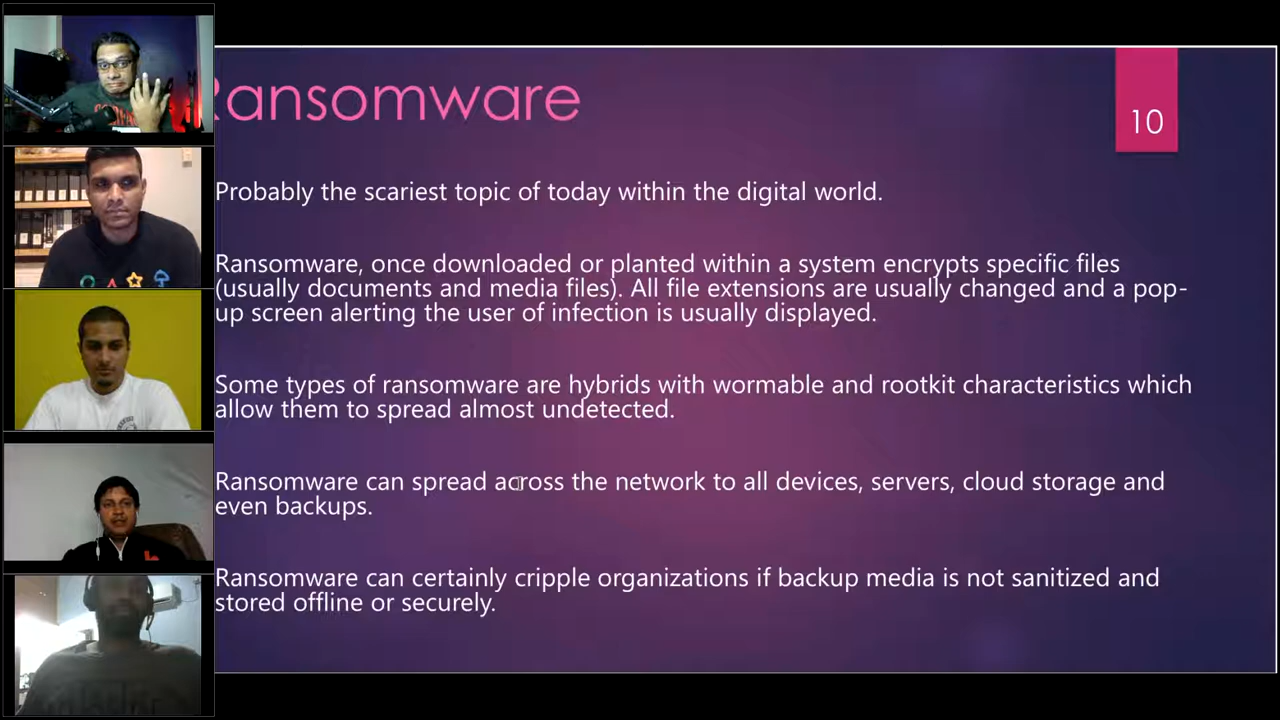 Ransomware
10
Probably the scariest topic of today within the digital world.
Ransomware, once downloaded or planted within a system encrypts specific files
(usually documents and media files). All file extensions are usually changed and a pop-
up screen alerting the user of infection is usually displayed.
Some types of ransomware are hybrids with wormable and rootkit characteristics which
allow them to spread almost undetected.
Ransomware can spread across the network to all devices, servers, cloud storage and
even backups.
Ransomware can certainly cripple organizations if backup media is not sanitized and
stored offline or securely.